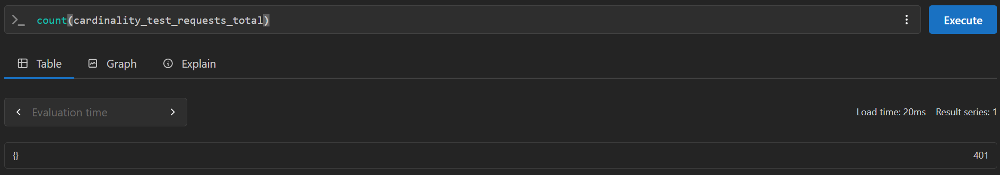 count(cardinality_test_requests_total)
Execute
Table Graph Explain
Evaluation time
Load time: 20ms Result series: 1
{} 401